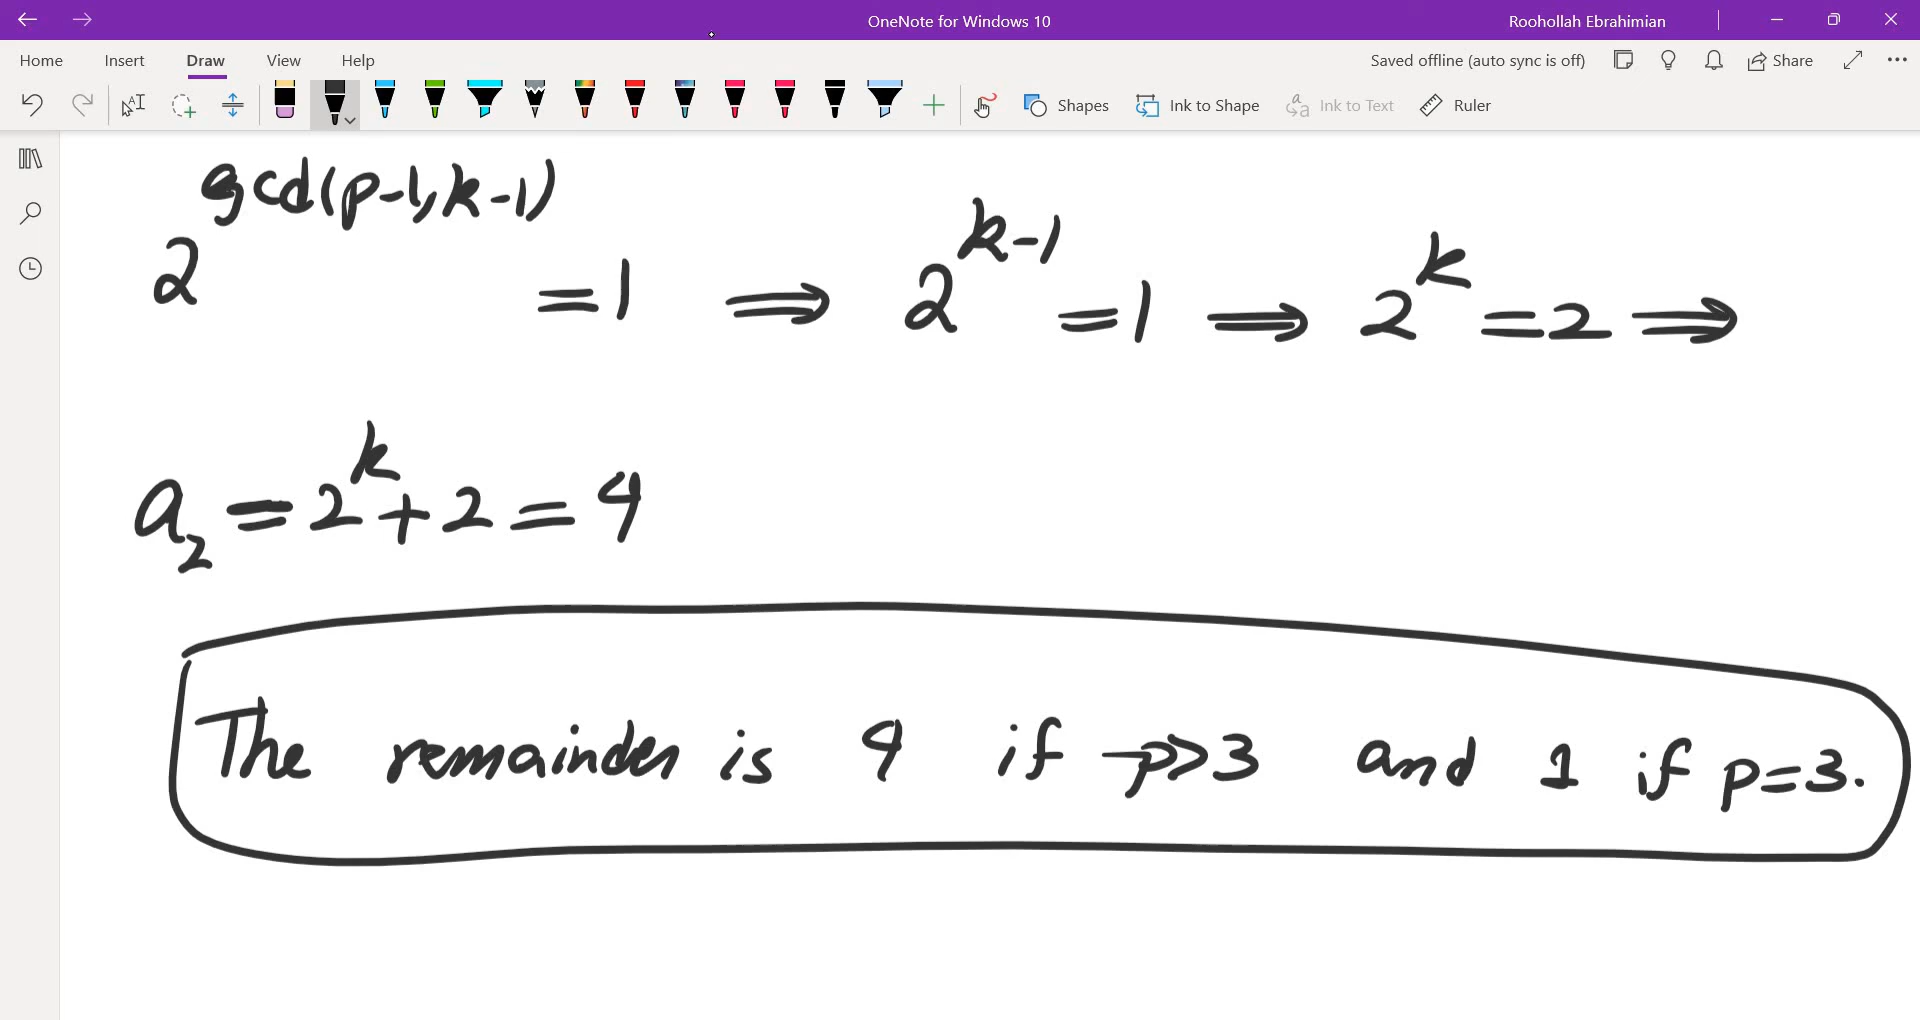 OneNote for Windows 10
Roohollah Ebrahimian
Home Insert Draw View Help
Saved offline (auto sync is off) Share
Shapes Ink to Shape Ink to Text Ruler
2^gcd(p-1,k-1) = 1 ⟹ 2^k-1 = 1 ⟹ 2^k = 2 ⟹
a_2 = 2^k + 2 = 4
The remainder is 4 if p>3 and 1 if p=3.